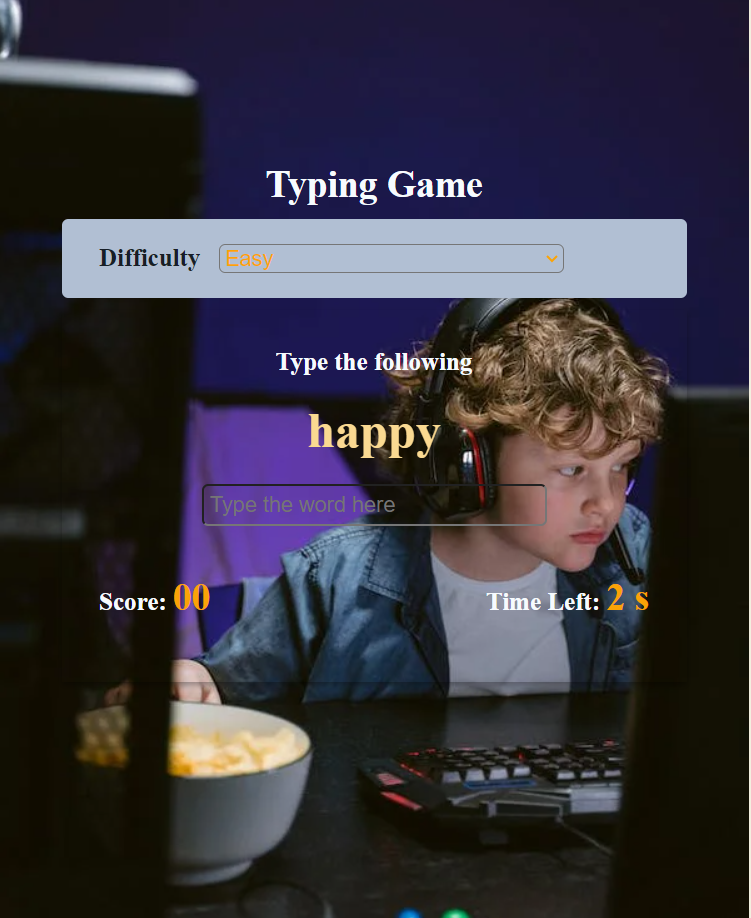 Typing Game
Difficulty Easy
Type the following
happy
Type the word here
Score: 00 Time Left: 2 s